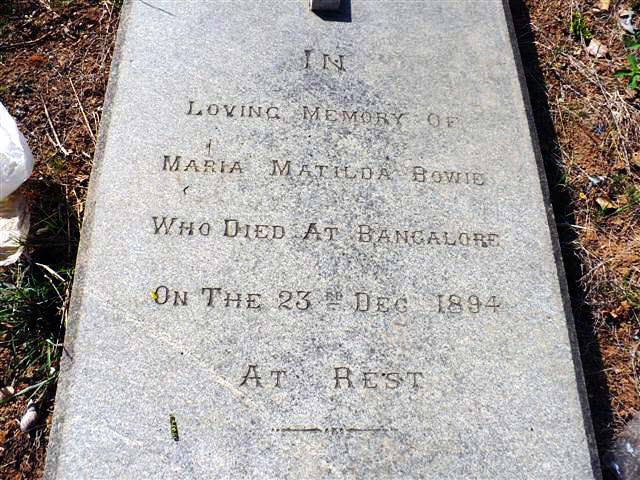 In
Loving Memory Of
Maria Matilda Bowie
Who Died At Bangalore
On The 23rd Dec 1894
At Rest